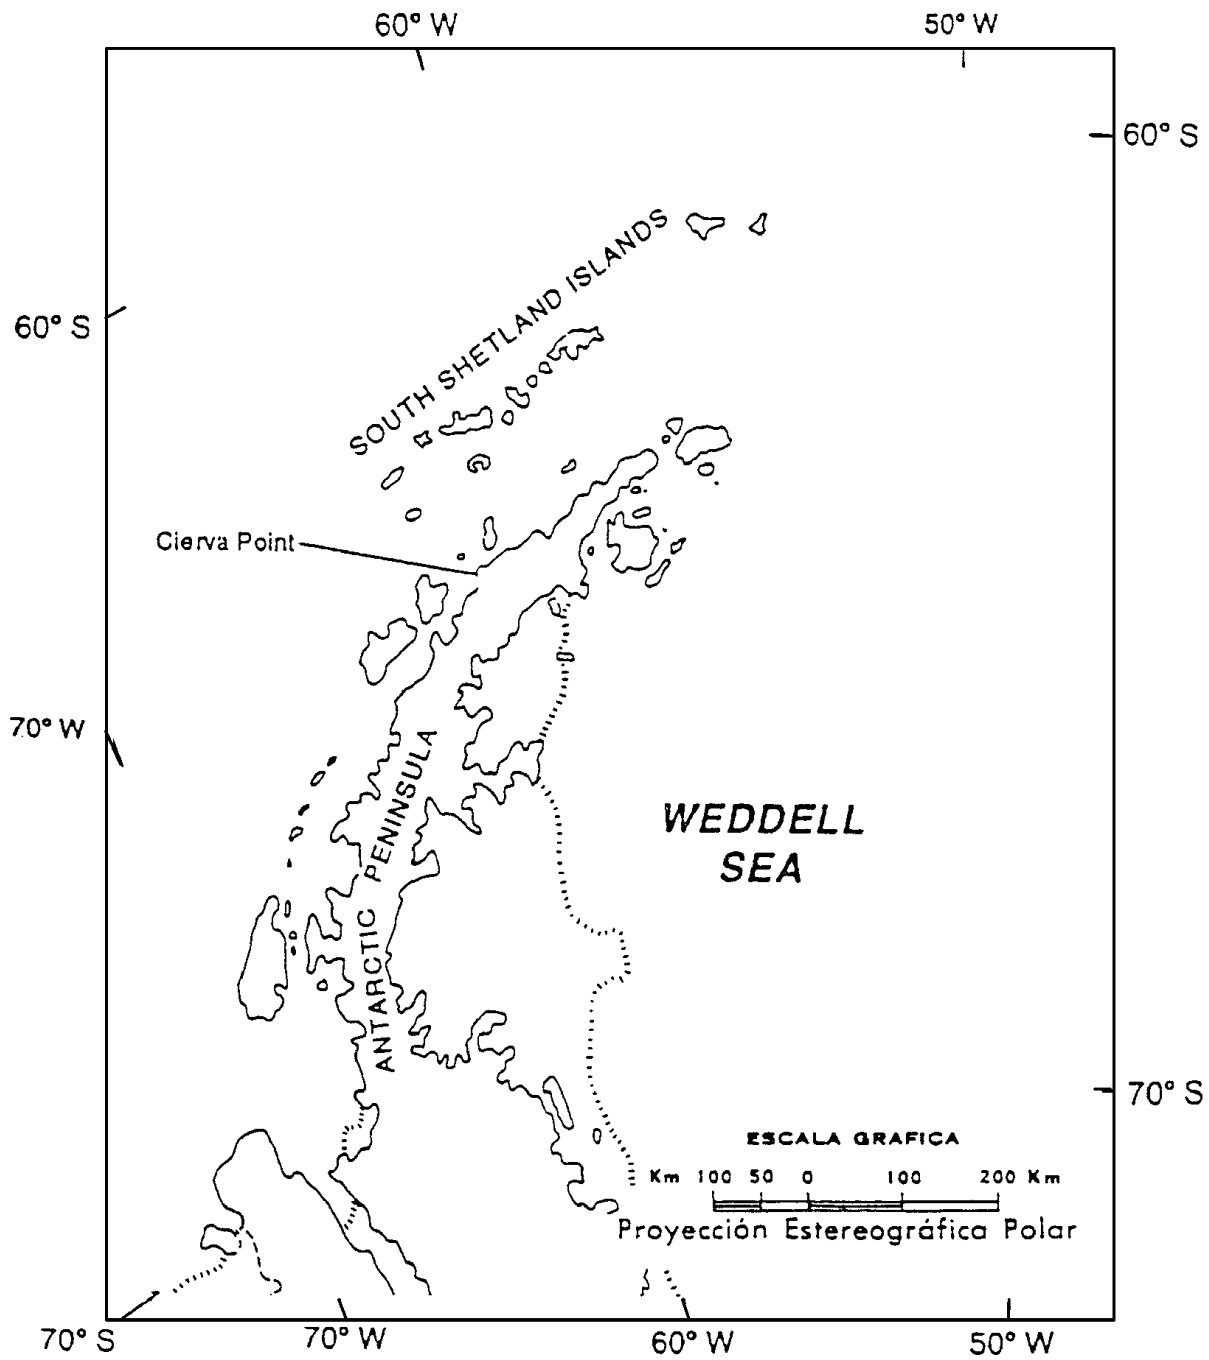 60° W
50° W
60° S
SOUTH SHETLAND ISLANDS
60° S
Cierva Point
70° W
ANTARCTIC PENINSULA
WEDDELL
SEA
70° S
ESCALA GRAFICA
Km 100 50 0 100 200 Km
Proyección Estereográfica Polar
70° S
70° W
60° W
50° W